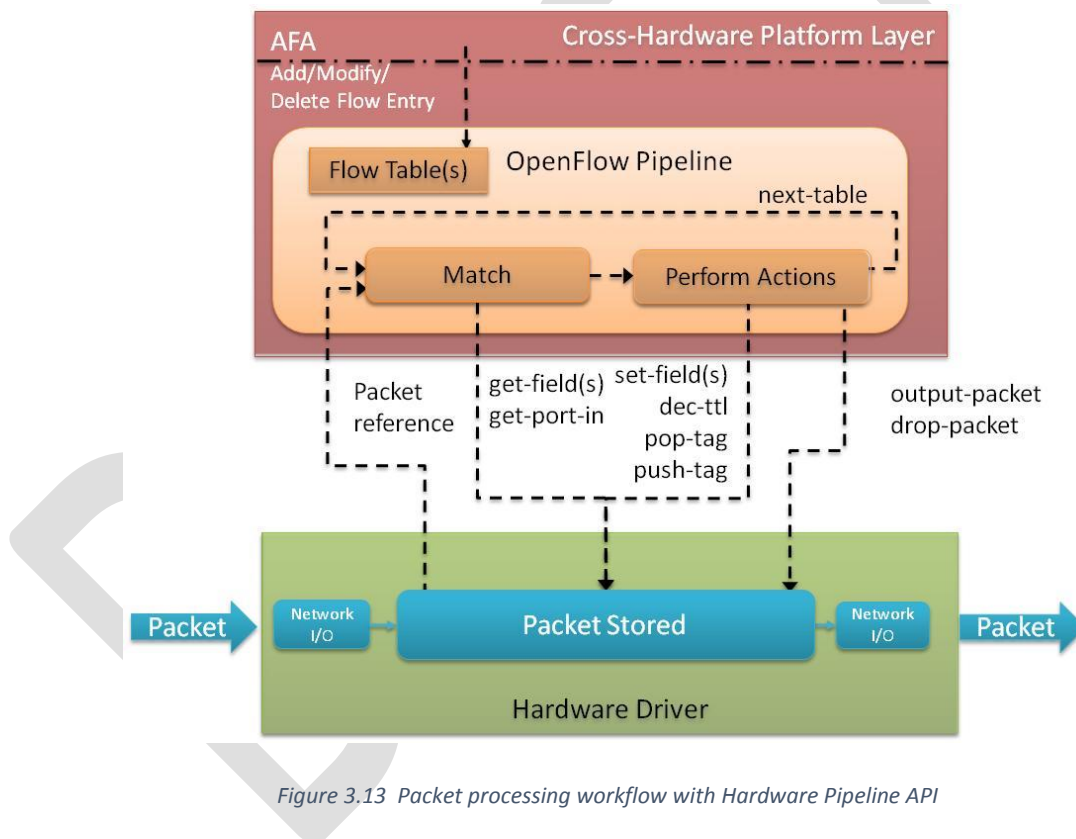 AFA
Cross-Hardware Platform Layer
Add/Modify/
Delete Flow Entry
Flow Table(s)
OpenFlow Pipeline
next-table
Match
Perform Actions
Packet
reference
get-field(s)
get-port-in
set-field(s)
dec-ttl
pop-tag
push-tag
output-packet
drop-packet
Packet
Network
I/O
Packet Stored
Network
I/O
Packet
Hardware Driver
Figure 3.13 Packet processing workflow with Hardware Pipeline API